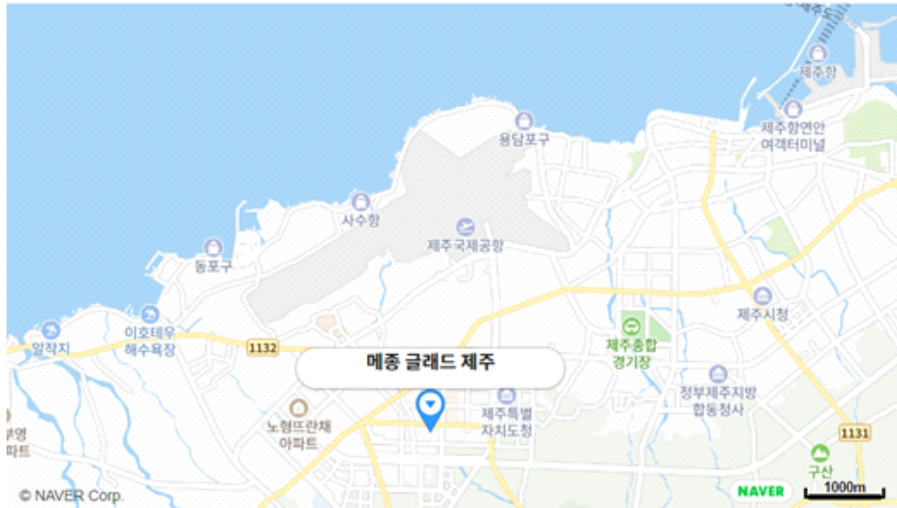 제주항
제주항연안
여객터미널
용담포구
사수항
제주국제공항
동포구
제주시청
이호테우
해수욕장
알작지
1132
제주종합
경기장
메종 글래드 제주
정부제주지방
합동청사
제주특별
자치도청
노형뜨란채
아파트
부영
파트
1131
구산
© NAVER Corp.
NAVER
1000m